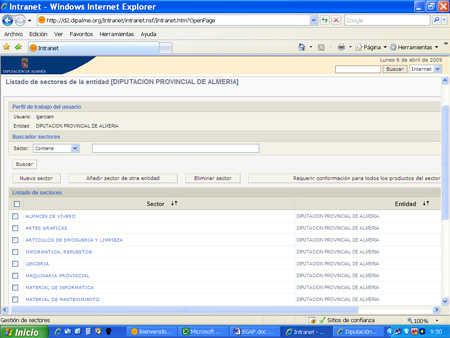 Intranet - Windows Internet Explorer
http://d2.dipalme.org/Intranet/intranet.nsf/Intranet.htm?OpenPage
Google
Archivo Edición Ver Favoritos Herramientas Ayuda
Intranet
Página Herramientas
Lunes 6 de abril de 2009
DIPUTACIÓN DE ALMERÍA
Buscar Internet
Listado de sectores de la entidad [DIPUTACION PROVINCIAL DE ALMERIA]
Perfil de trabajo del usuario
Usuario: lgarciam
Entidad: DIPUTACION PROVINCIAL DE ALMERIA
Buscador sectores
Sector: Contiene
Buscar
Nuevo sector Añadir sector de otra entidad Eliminar sector Requerir conformación para todos los productos del sector
Listado de sectores
Sector Entidad
ALMACEN DE VIVERO DIPUTACION PROVINCIAL DE ALMERIA
ARTES GRAFICAS DIPUTACION PROVINCIAL DE ALMERIA
ARTICULOS DE DROGUERIA Y LIMPIEZA DIPUTACION PROVINCIAL DE ALMERIA
INFORMATICA. REPUESTOS DIPUTACION PROVINCIAL DE ALMERIA
LENCERIA DIPUTACION PROVINCIAL DE ALMERIA
MAQUINARIA PROVINCIAL DIPUTACION PROVINCIAL DE ALMERIA
MATERIAL DE INFORMATICA DIPUTACION PROVINCIAL DE ALMERIA
MATERIAL DE MANTENIMIENTO DIPUTACION PROVINCIAL DE ALMERIA
Gestión de sectores Sitios de confianza 100%
Inicio Bienvenido... Microsoft ... EGAP.doc ... Intranet - ... Diputación... 9:50